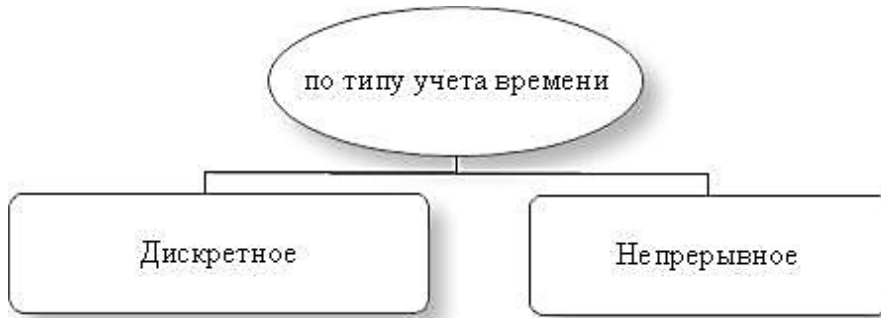 по типу учета времени
Дискретное
Непрерывное